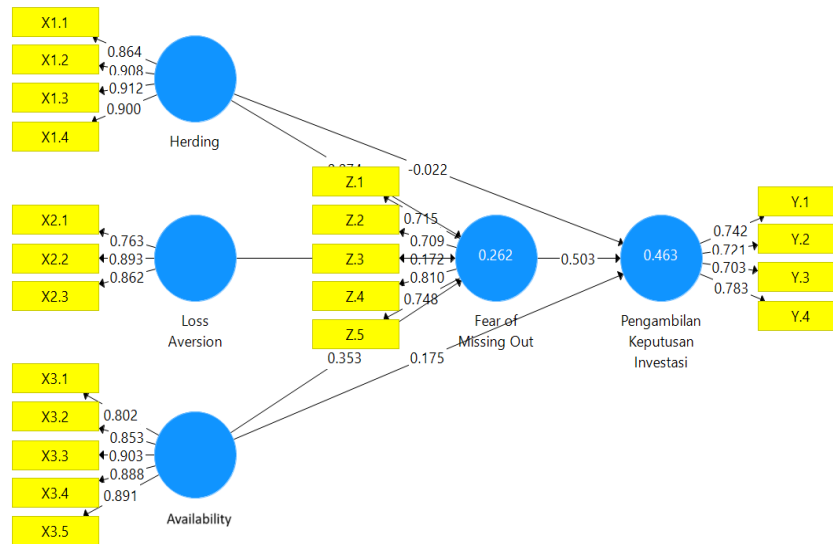 X1.1
X1.2
X1.3
X1.4
0.864
0.908
0.912
0.900
Herding
-0.022
X2.1
X2.2
X2.3
0.763
0.893
0.862
Loss
Aversion
Z.1
Z.2
Z.3
Z.4
Z.5
0.715
0.709
0.172
0.810
0.748
0.262
Fear of
Missing Out
0.503
0.463
Pengambilan
Keputusan
Investasi
0.742
0.721
0.703
0.783
Y.1
Y.2
Y.3
Y.4
0.353
0.175
X3.1
X3.2
X3.3
X3.4
X3.5
0.802
0.853
0.903
0.888
0.891
Availability